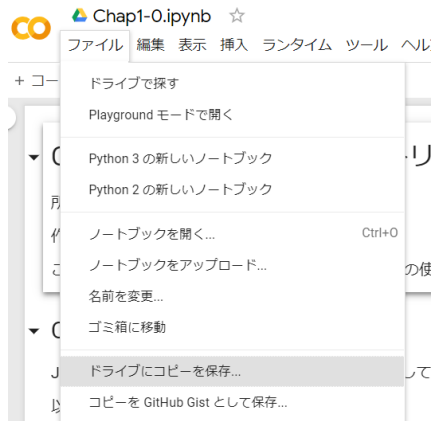 Chap1-0.ipynb
ファイル 編集 表示 挿入 ランタイム ツール ヘル
+ コー
ドライブで探す
Playground モードで開く
Python 3 の新しいノートブック
Python 2 の新しいノートブック
ノートブックを開く... Ctrl+O
ノートブックをアップロード...
名前を変更...
ゴミ箱に移動
ドライブにコピーを保存...
コピーを GitHub Gist として保存...
リ
所
作
こ の使
して
以